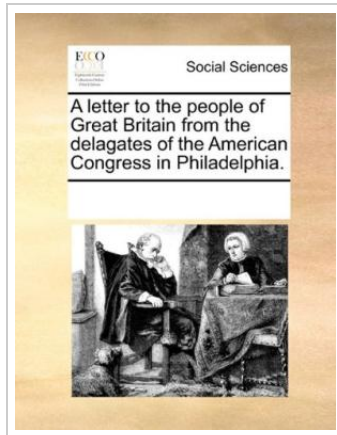 ECCO
Social Sciences
A letter to the people of
Great Britain from the
delagates of the American
Congress in Philadelphia.